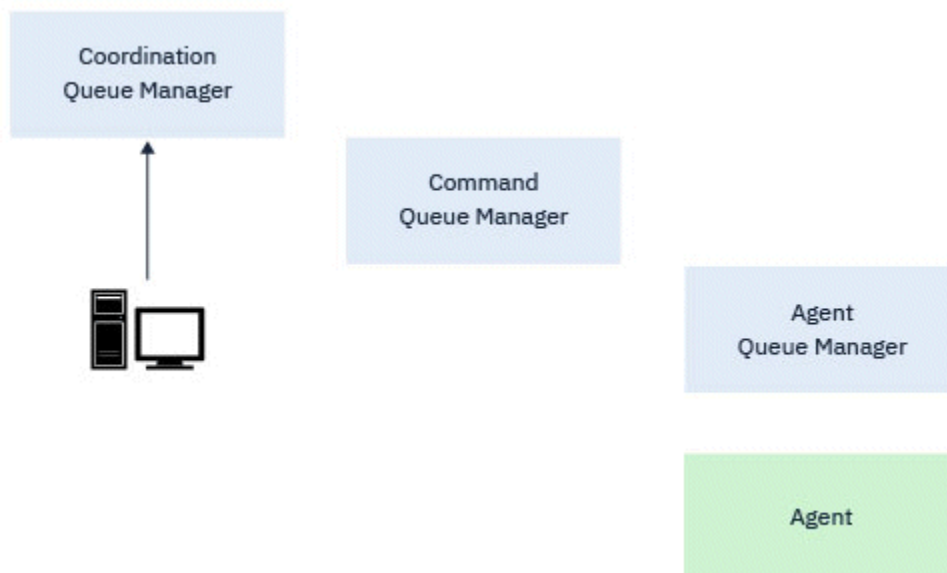 Coordination
Queue Manager
Command
Queue Manager
Agent
Queue Manager
Agent